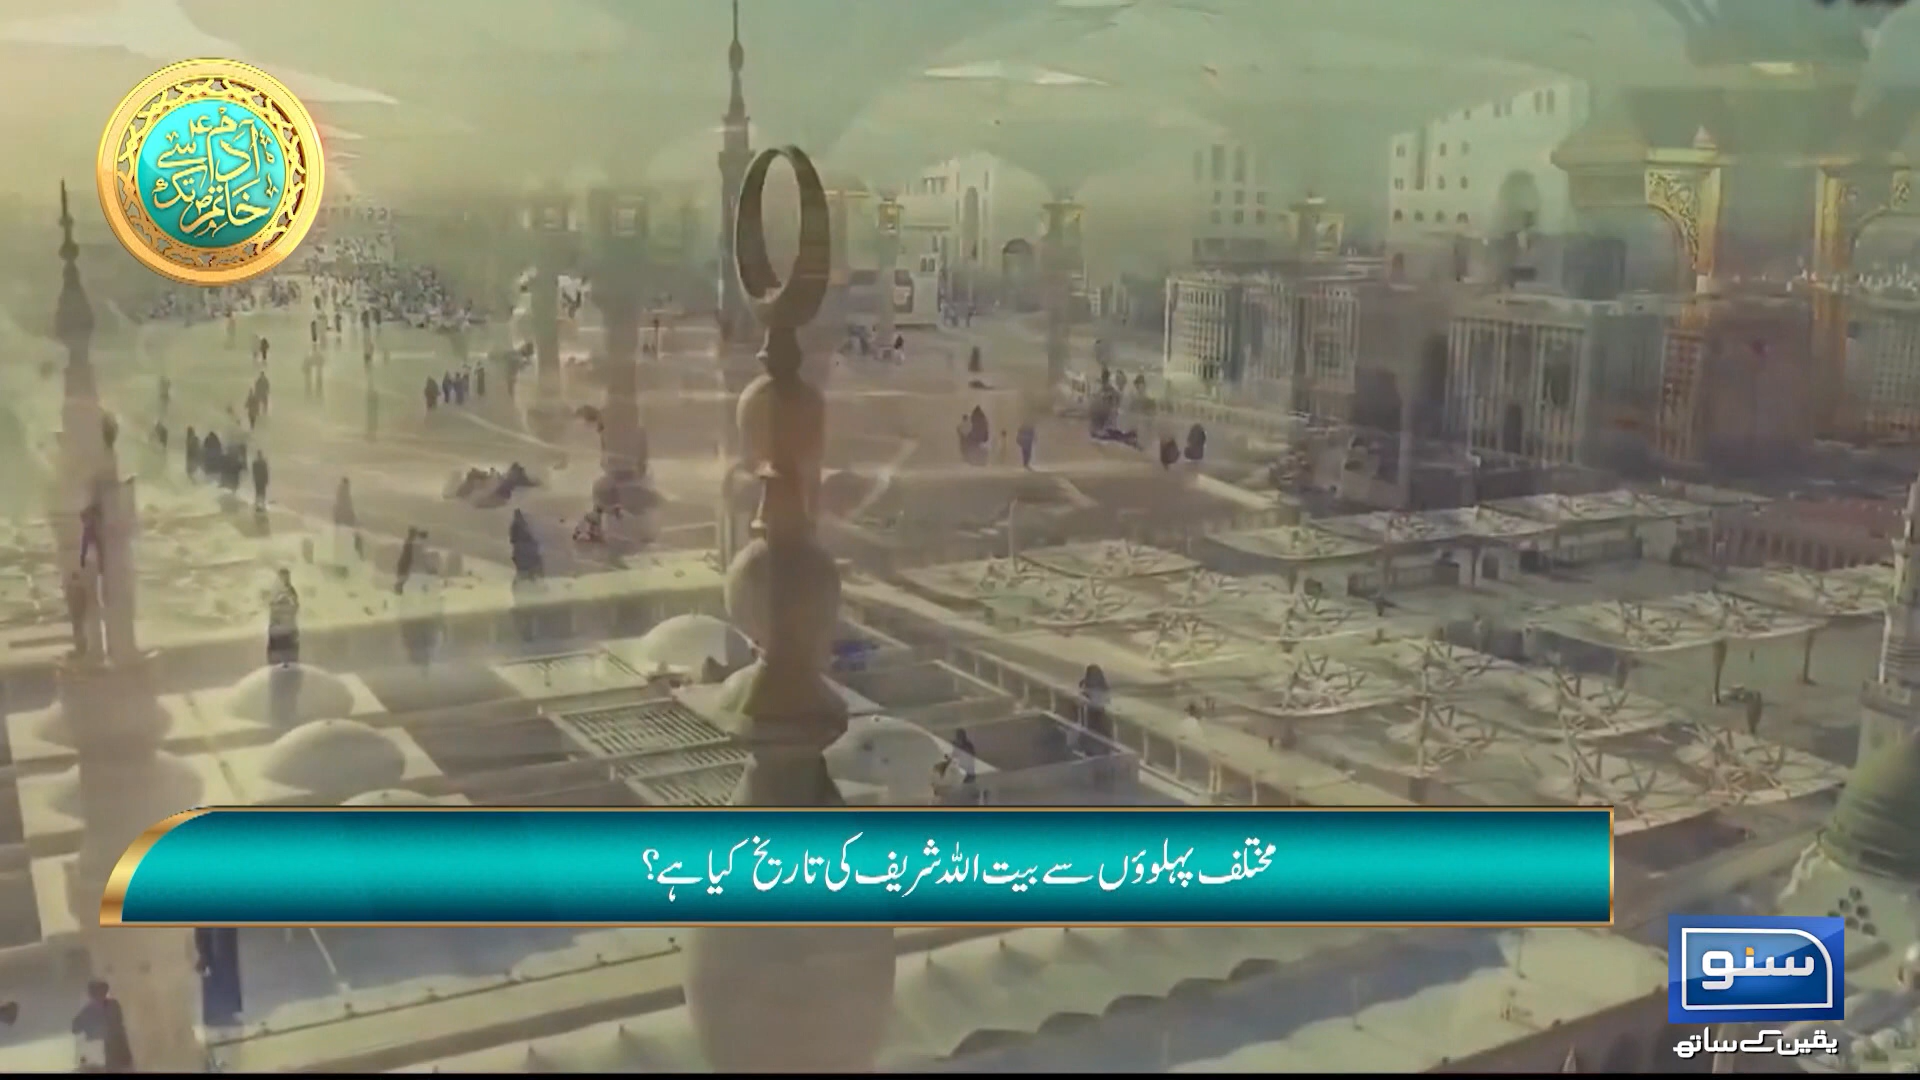 آدمؑ سے
خاتمؐ تک
مختلف پہلوؤں سے بیت اللہ شریف کی تاریخ کیا ہے؟
سنو
یقین کے ساتھ